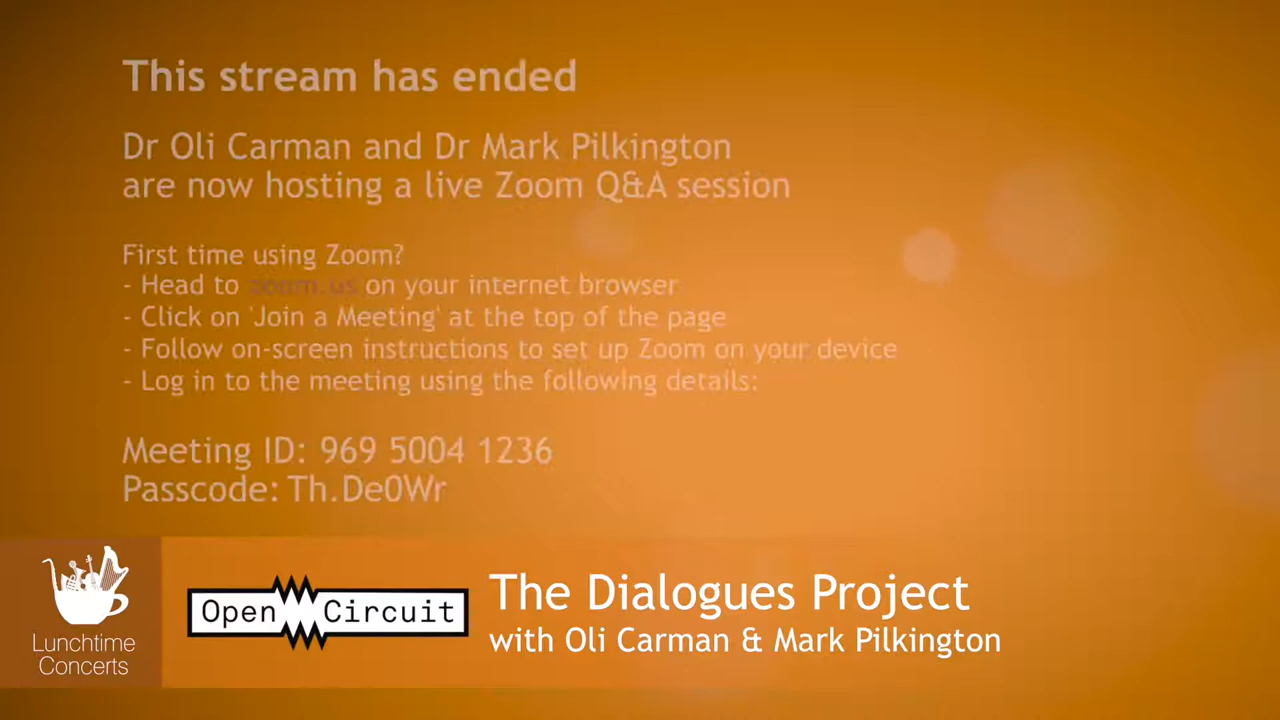 This stream has ended
Dr Oli Carman and Dr Mark Pilkington
are now hosting a live Zoom Q&A session
First time using Zoom?
- Head to zoom.us on your internet browser
- Click on 'Join a Meeting' at the top of the page
- Follow on-screen instructions to set up Zoom on your device
- Log in to the meeting using the following details:
Meeting ID: 969 5004 1236
Passcode: Th.De0Wr
Lunchtime
Concerts
Open Circuit
The Dialogues Project
with Oli Carman & Mark Pilkington